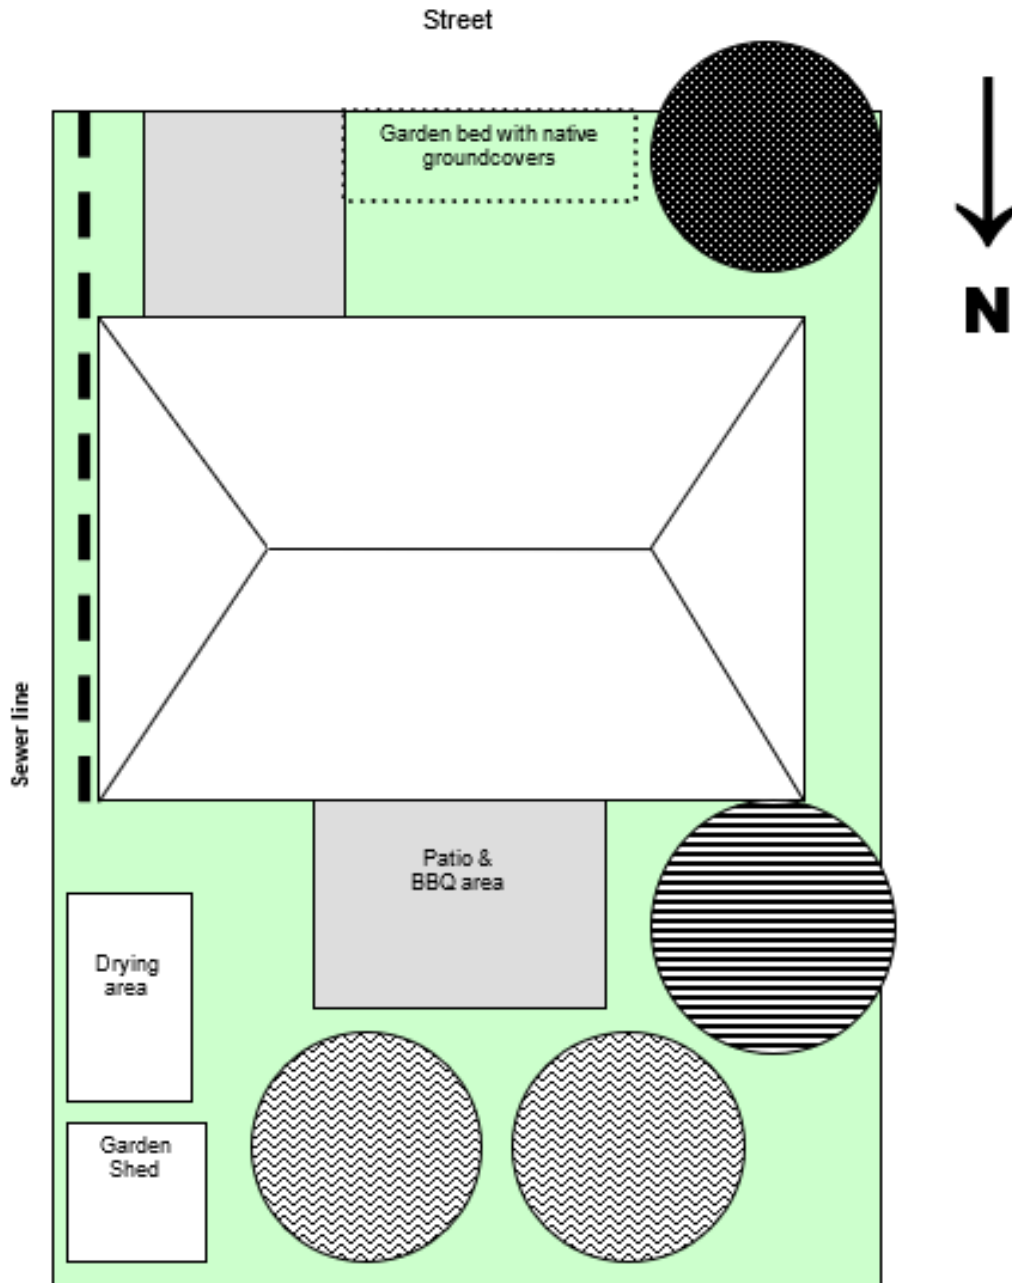 Street
Garden bed with native
groundcovers
N
Sewer line
Patio &
BBQ area
Drying
area
Garden
Shed